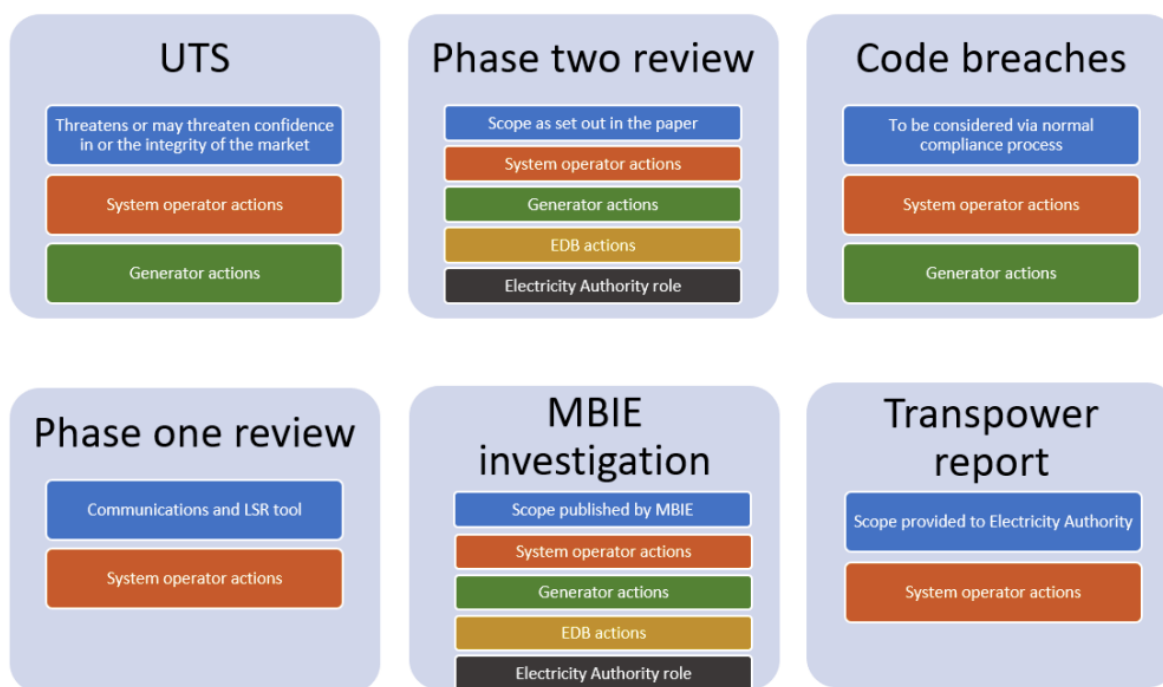 UTS
Threatens or may threaten confidence
in or the integrity of the market
System operator actions
Generator actions
Phase two review
Scope as set out in the paper
System operator actions
Generator actions
EDB actions
Electricity Authority role
Code breaches
To be considered via normal
compliance process
System operator actions
Generator actions
Phase one review
Communications and LSR tool
System operator actions
MBIE
investigation
Scope published by MBIE
System operator actions
Generator actions
EDB actions
Electricity Authority role
Transpower
report
Scope provided to Electricity Authority
System operator actions